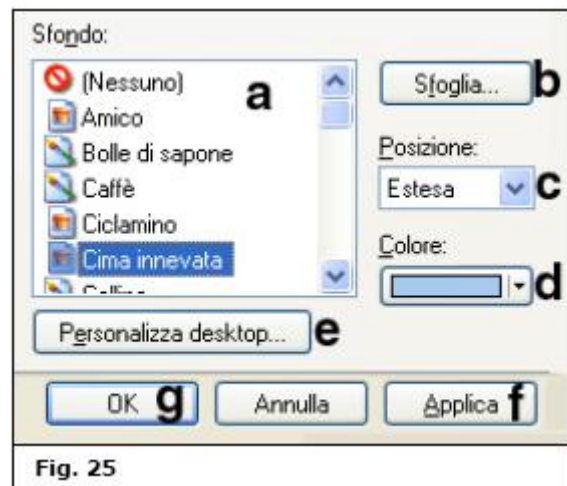 Sfondo:
(Nessuno)
a
Sfoglia...
b
Amico
Bolle di sapone
Posizione:
Caffè
Estesa
c
Ciclamino
Colore:
Cima innevata
d
Colline
Personalizza desktop...
e
OK
g
Annulla
Applica
f
Fig. 25